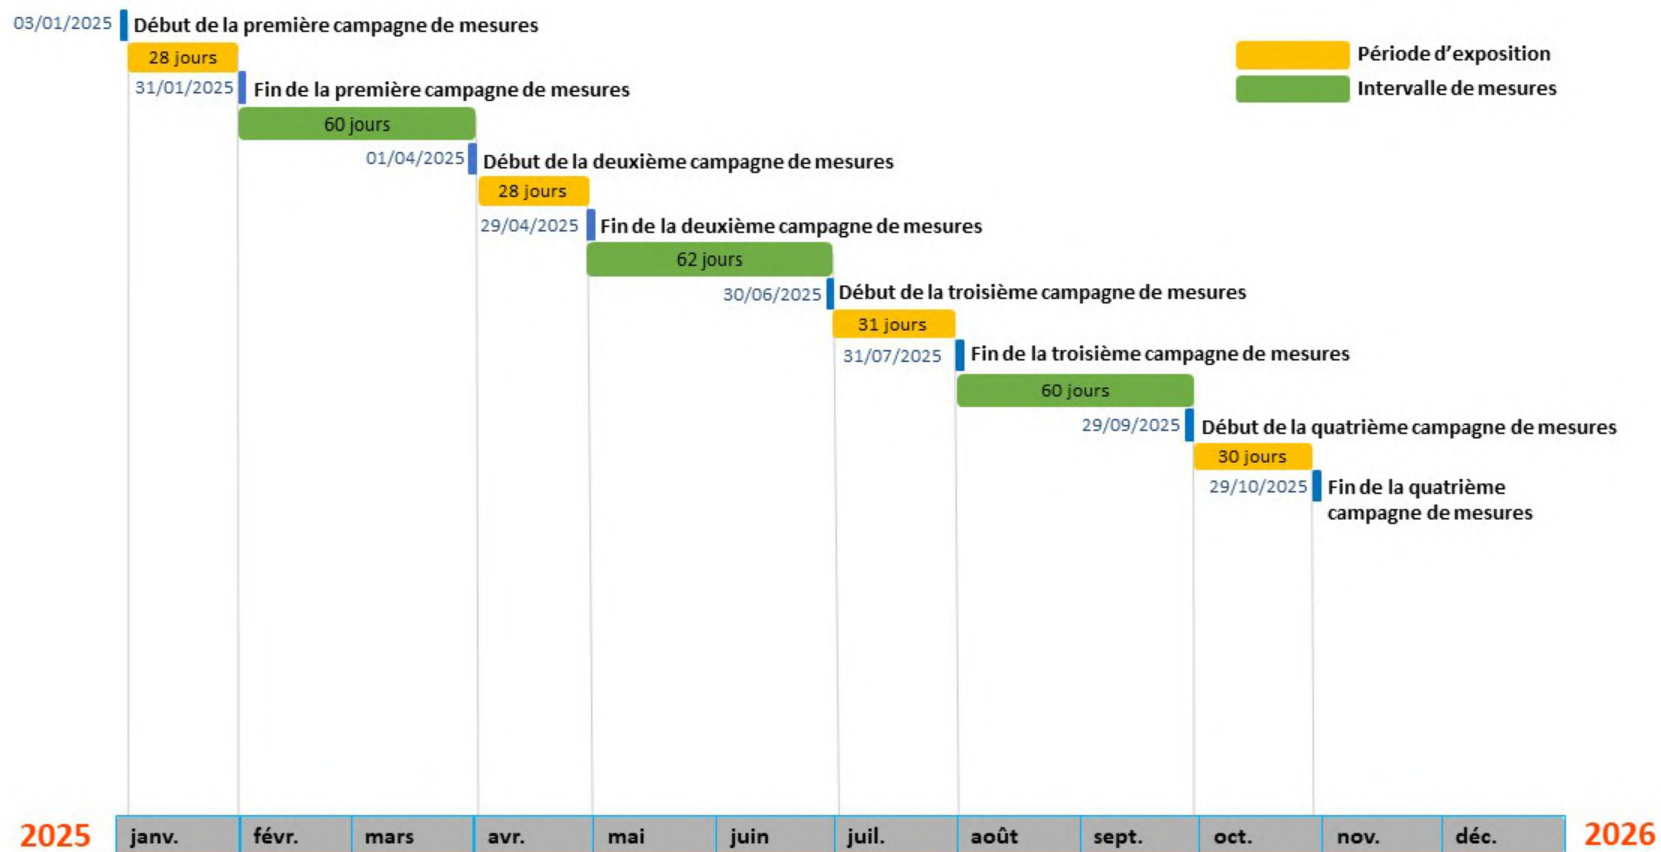 03/01/2025 Début de la première campagne de mesures
28 jours
Période d'exposition
31/01/2025 Fin de la première campagne de mesures
Intervalle de mesures
60 jours
01/04/2025 Début de la deuxième campagne de mesures
28 jours
29/04/2025 Fin de la deuxième campagne de mesures
62 jours
30/06/2025 Début de la troisième campagne de mesures
31 jours
31/07/2025 Fin de la troisième campagne de mesures
60 jours
29/09/2025 Début de la quatrième campagne de mesures
30 jours
29/10/2025 Fin de la quatrième
campagne de mesures
2025 janv. févr. mars avr. mai juin juil. août sept. oct. nov. déc. 2026